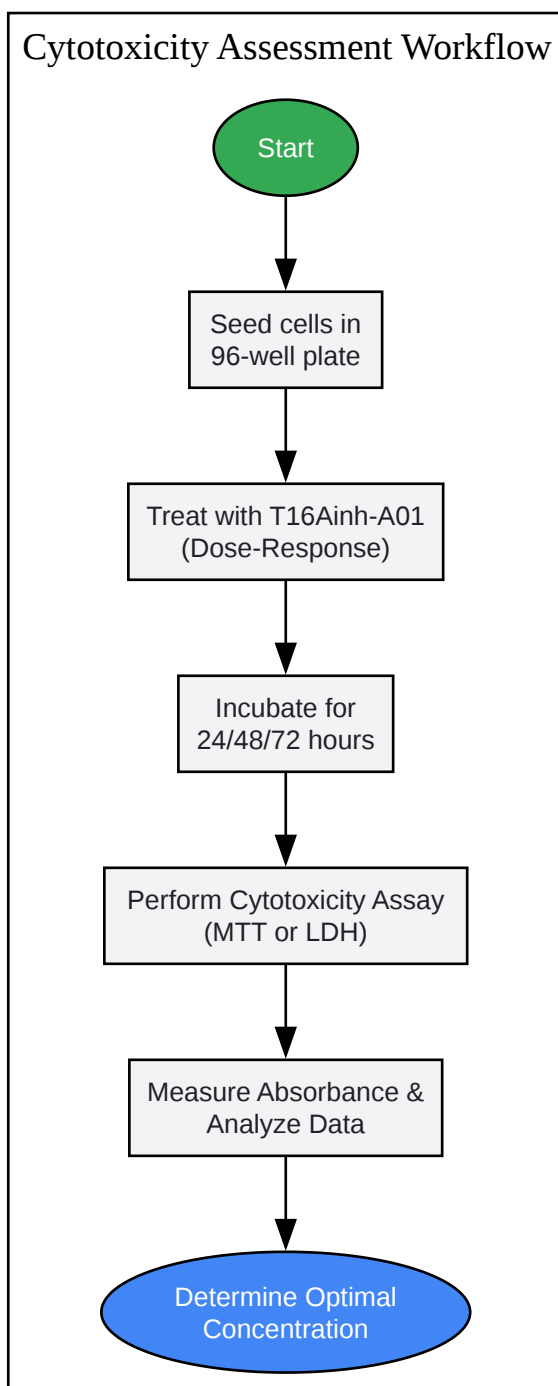 Cytotoxicity Assessment Workflow
Start
Seed cells in
96-well plate
Treat with T16Ainh-A01
(Dose-Response)
Incubate for
24/48/72 hours
Perform Cytotoxicity Assay
(MTT or LDH)
Measure Absorbance &
Analyze Data
Determine Optimal
Concentration